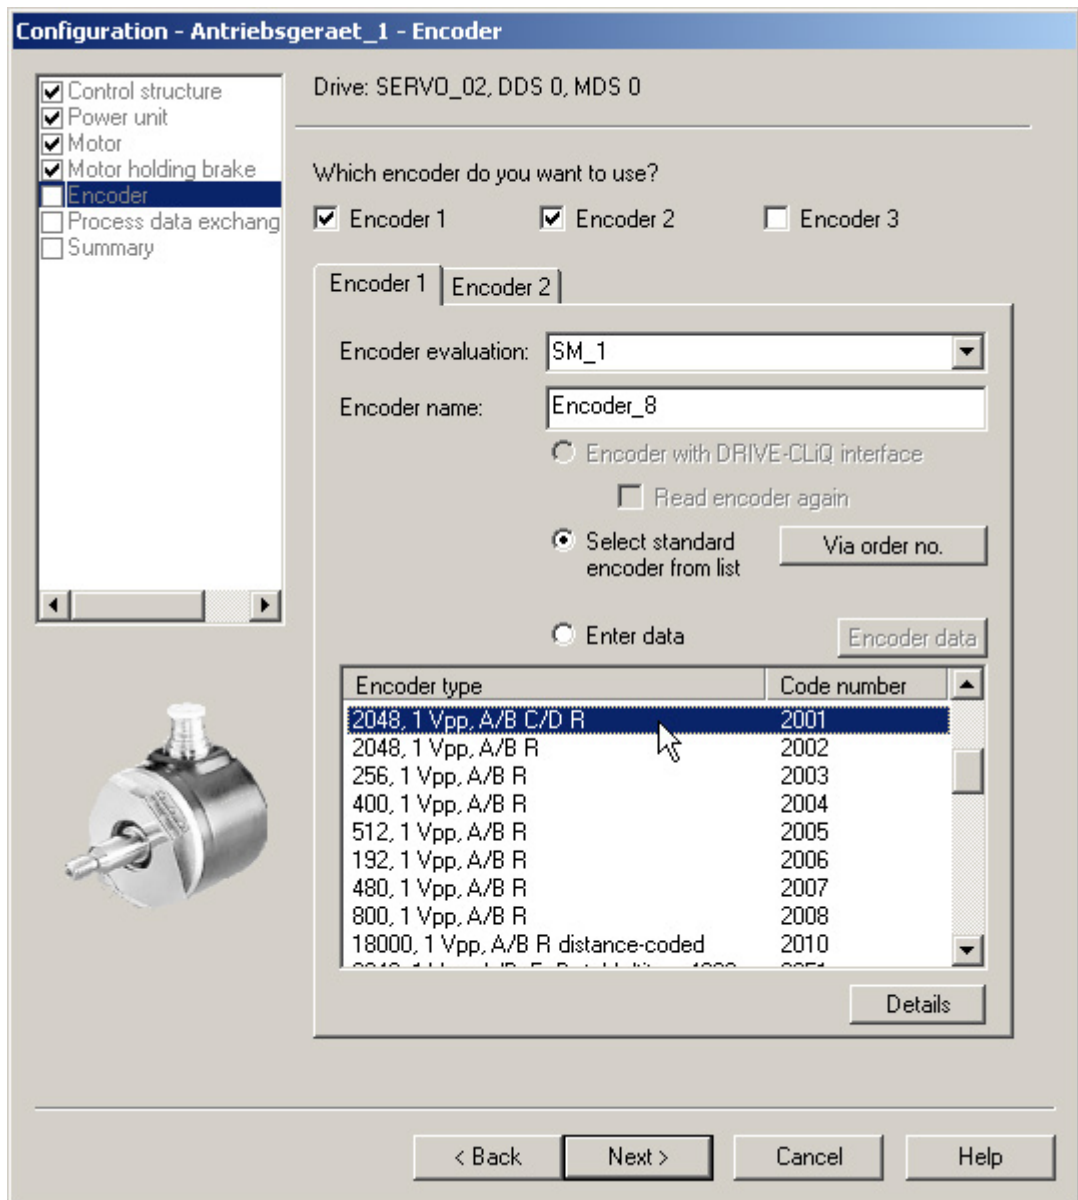 Configuration - Antriebsgeraet_1 - Encoder
Control structure
Power unit
Motor
Motor holding brake
Encoder
Process data exchang
Summary
Drive: SERVO_02, DDS 0, MDS 0
Which encoder do you want to use?
Encoder 1 Encoder 2 Encoder 3
Encoder 1 Encoder 2
Encoder evaluation: SM_1
Encoder name: Encoder_8
Encoder with DRIVE-CLiQ interface
Read encoder again
Select standard
encoder from list
Via order no.
Enter data Encoder data
Encoder type Code number
2048, 1 Vpp, A/B C/D R 2001
2048, 1 Vpp, A/B R 2002
256, 1 Vpp, A/B R 2003
400, 1 Vpp, A/B R 2004
512, 1 Vpp, A/B R 2005
192, 1 Vpp, A/B R 2006
480, 1 Vpp, A/B R 2007
800, 1 Vpp, A/B R 2008
18000, 1 Vpp, A/B R distance-coded 2010
Details
< Back Next > Cancel Help